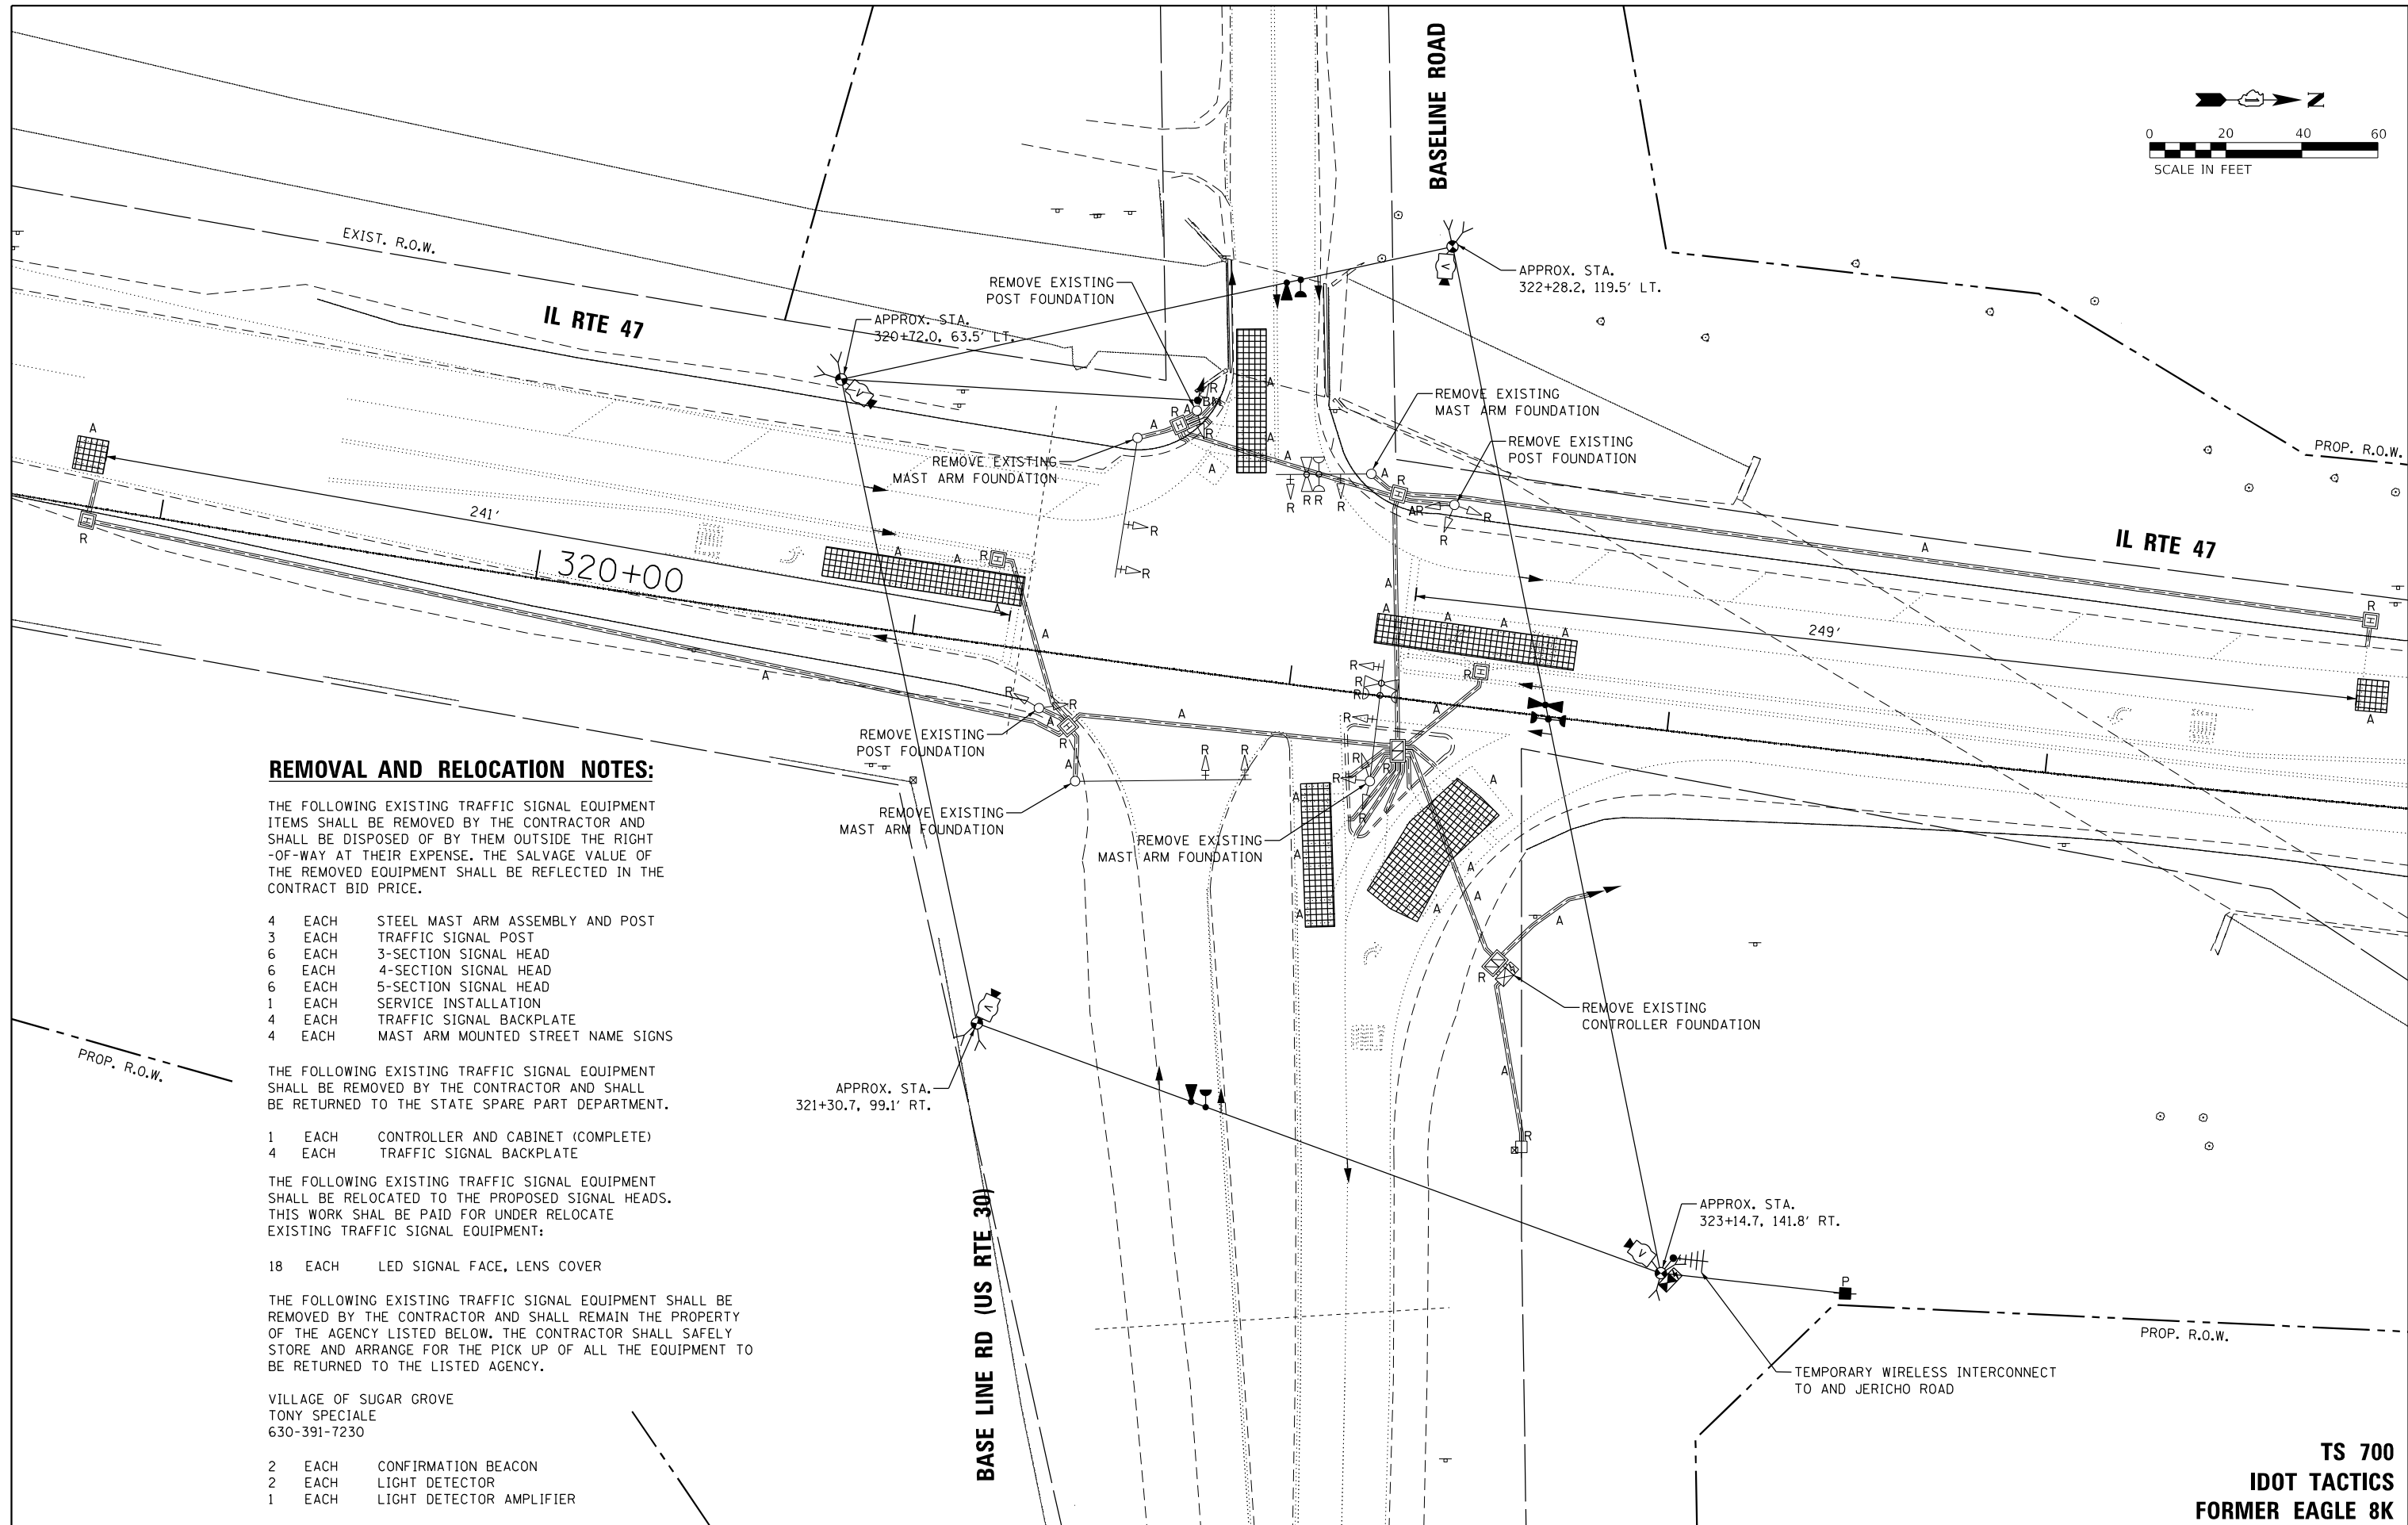 BASELINE ROAD
N
0 20 40 60
SCALE IN FEET
EXIST. R.O.W.
IL RTE 47
REMOVE EXISTING
POST FOUNDATION
APPROX. STA.
320+72.0, 63.5' LT.
APPROX. STA.
322+28.2, 119.5' LT.
REMOVE EXISTING
MAST ARM FOUNDATION
REMOVE EXISTING
MAST ARM FOUNDATION
REMOVE EXISTING
POST FOUNDATION
PROP. R.O.W.
BM
241'
320+00
IL RTE 47
249'
REMOVE EXISTING
POST FOUNDATION
REMOVE EXISTING
MAST ARM FOUNDATION
REMOVE EXISTING
MAST ARM FOUNDATION
REMOVE EXISTING
CONTROLLER FOUNDATION
REMOVAL AND RELOCATION NOTES:
THE FOLLOWING EXISTING TRAFFIC SIGNAL EQUIPMENT
ITEMS SHALL BE REMOVED BY THE CONTRACTOR AND
SHALL BE DISPOSED OF BY THEM OUTSIDE THE RIGHT
-OF-WAY AT THEIR EXPENSE. THE SALVAGE VALUE OF
THE REMOVED EQUIPMENT SHALL BE REFLECTED IN THE
CONTRACT BID PRICE.
4 EACH STEEL MAST ARM ASSEMBLY AND POST
3 EACH TRAFFIC SIGNAL POST
6 EACH 3-SECTION SIGNAL HEAD
6 EACH 4-SECTION SIGNAL HEAD
6 EACH 5-SECTION SIGNAL HEAD
1 EACH SERVICE INSTALLATION
4 EACH TRAFFIC SIGNAL BACKPLATE
4 EACH MAST ARM MOUNTED STREET NAME SIGNS
THE FOLLOWING EXISTING TRAFFIC SIGNAL EQUIPMENT
SHALL BE REMOVED BY THE CONTRACTOR AND SHALL
BE RETURNED TO THE STATE SPARE PART DEPARTMENT.
1 EACH CONTROLLER AND CABINET (COMPLETE)
4 EACH TRAFFIC SIGNAL BACKPLATE
THE FOLLOWING EXISTING TRAFFIC SIGNAL EQUIPMENT
SHALL BE RELOCATED TO THE PROPOSED SIGNAL HEADS.
THIS WORK SHAL BE PAID FOR UNDER RELOCATE
EXISTING TRAFFIC SIGNAL EQUIPMENT:
18 EACH LED SIGNAL FACE, LENS COVER
THE FOLLOWING EXISTING TRAFFIC SIGNAL EQUIPMENT SHALL BE
REMOVED BY THE CONTRACTOR AND SHALL REMAIN THE PROPERTY
OF THE AGENCY LISTED BELOW. THE CONTRACTOR SHALL SAFELY
STORE AND ARRANGE FOR THE PICK UP OF ALL THE EQUIPMENT TO
BE RETURNED TO THE LISTED AGENCY.
VILLAGE OF SUGAR GROVE
TONY SPECIALE
630-391-7230
2 EACH CONFIRMATION BEACON
2 EACH LIGHT DETECTOR
1 EACH LIGHT DETECTOR AMPLIFIER
PROP. R.O.W.
APPROX. STA.
321+30.7, 99.1' RT.
BASE LINE RD (US RTE 30)
APPROX. STA.
323+14.7, 141.8' RT.
P
PROP. R.O.W.
TEMPORARY WIRELESS INTERCONNECT
TO AND JERICHO ROAD
TS 700
IDOT TACTICS
FORMER EAGLE 8K